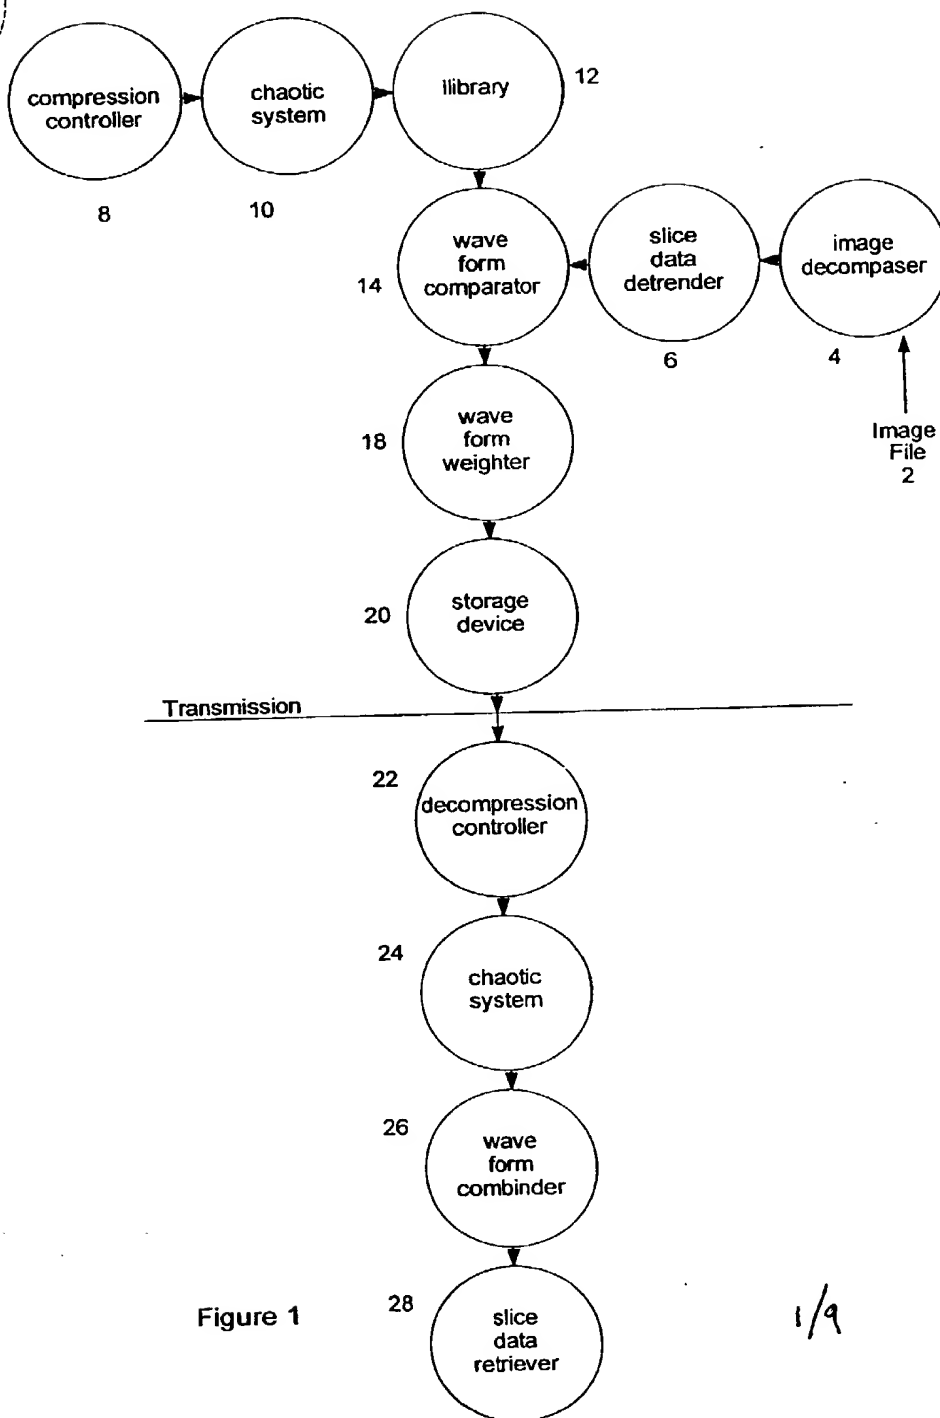 compression
controller
8
chaotic
system
10
llibrary
12
wave
form
comparator
14
slice
data
detrender
6
image
decompaser
4
Image
File
2
wave
form
weighter
18
storage
device
20
Transmission
decompression
controller
22
chaotic
system
24
wave
form
combinder
26
slice
data
retriever
28
Figure 1
1/9